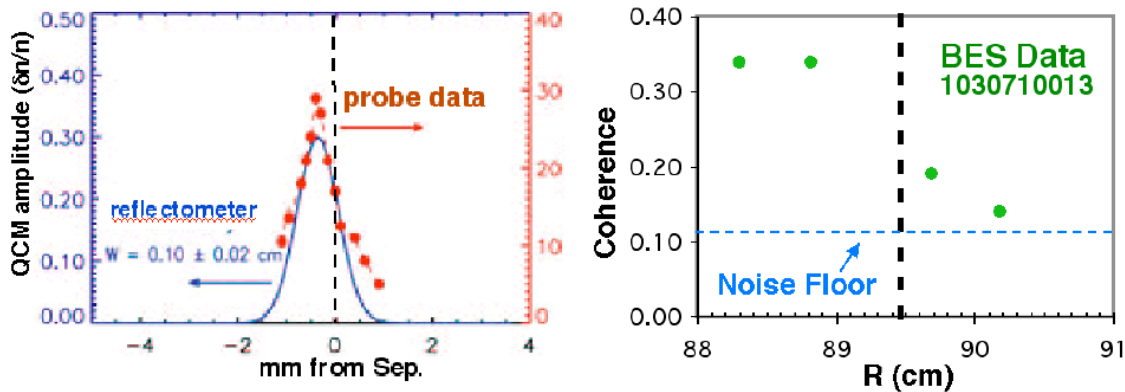 QCM amplitude (δn/n)
0.50
0.40
0.30
0.20
0.10
0.00
40
30
20
10
0
probe data
reflectometer
W = 0.10 ± 0.02 cm
−4
−2
0
2
4
mm from Sep.
Coherence
0.40
0.30
0.20
0.10
0.00
BES Data
1030710013
Noise Floor
88
89
90
91
R (cm)